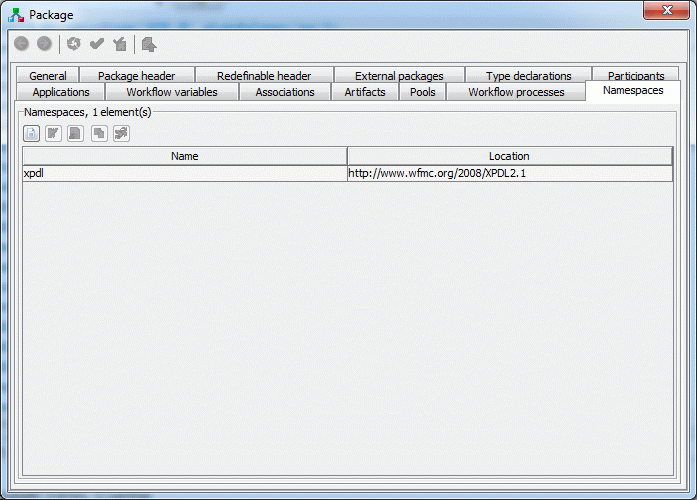 Package
General Package header Redefinable header External packages Type declarations Participants
Applications Workflow variables Associations Artifacts Pools Workflow processes Namespaces
Namespaces, 1 element(s)
Name Location
xpdl http://www.wfmc.org/2008/XPDL2.1